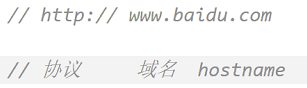 // http:// www.baidu.com
// 协议 域名 hostname